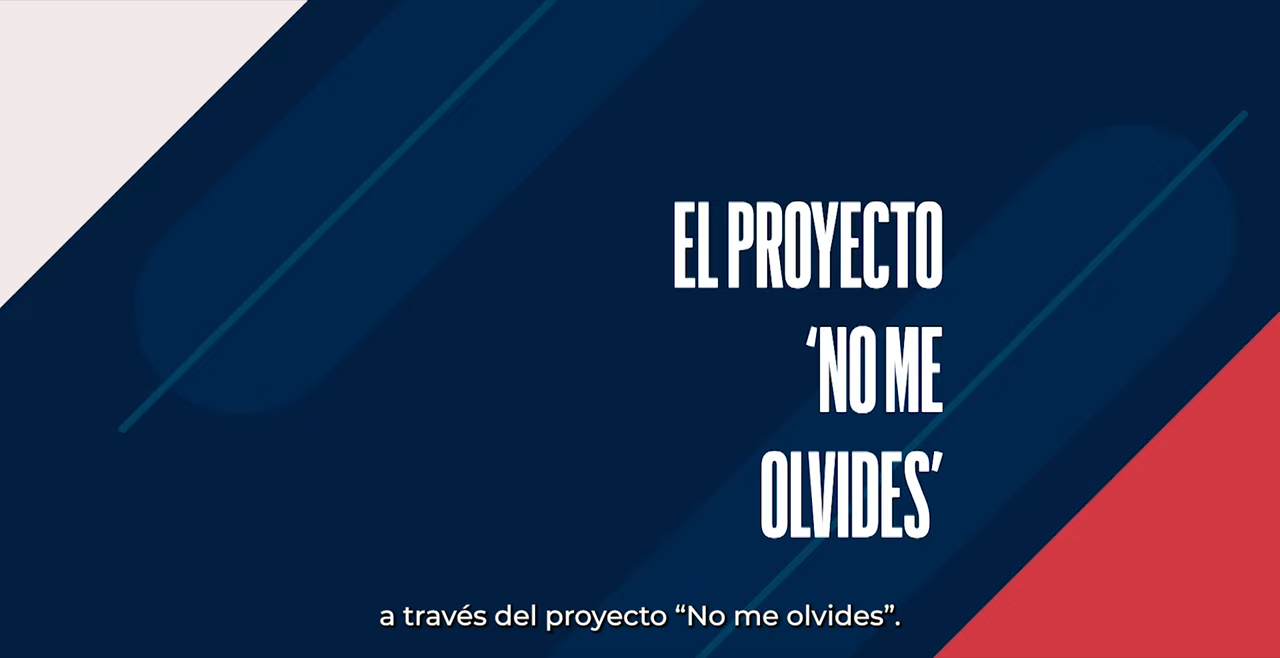 EL PROYECTO
‘NO ME
OLVIDES’
a través del proyecto “No me olvides”.